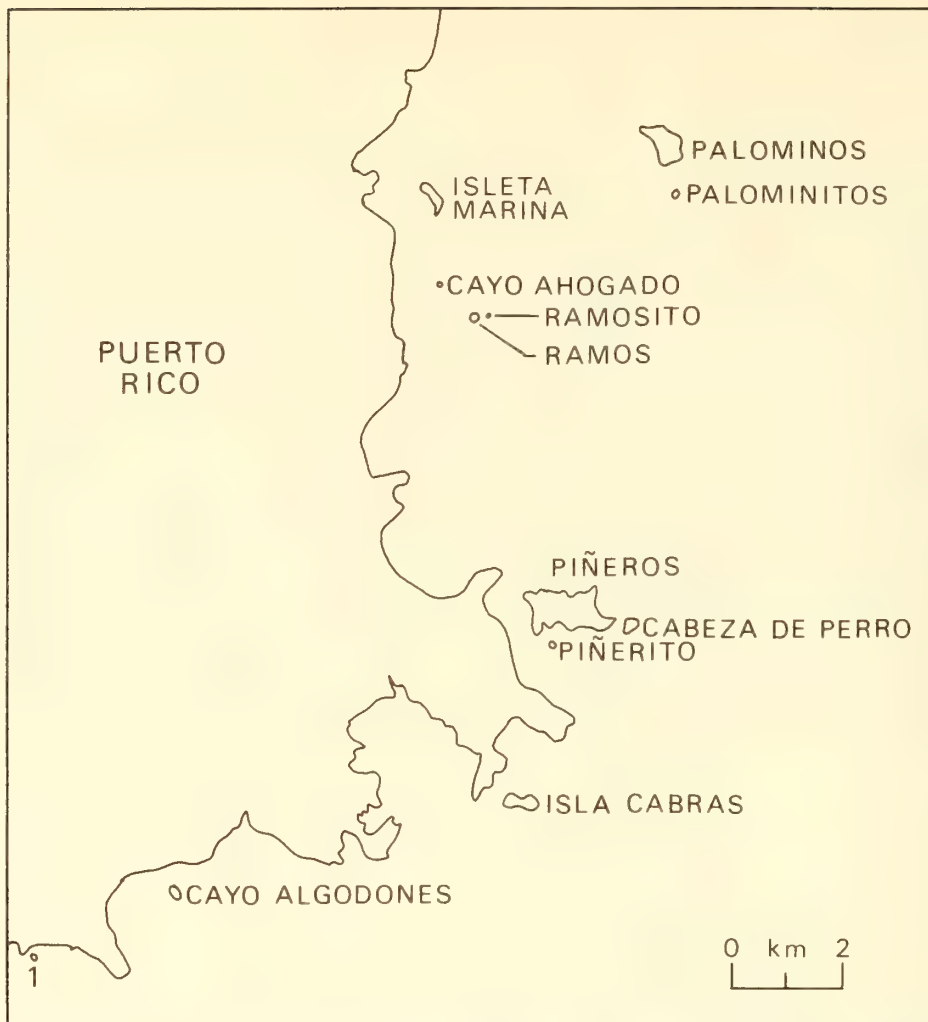 PALOMINOS
PALOMINITOS
ISLETA
MARINA
CAYO AHOGADO
RAMOSITO
RAMOS
PUERTO
RICO
PIÑEROS
CABEZA DE PERRO
PIÑERITO
ISLA CABRAS
CAYO ALGODONES
0 km 2
1